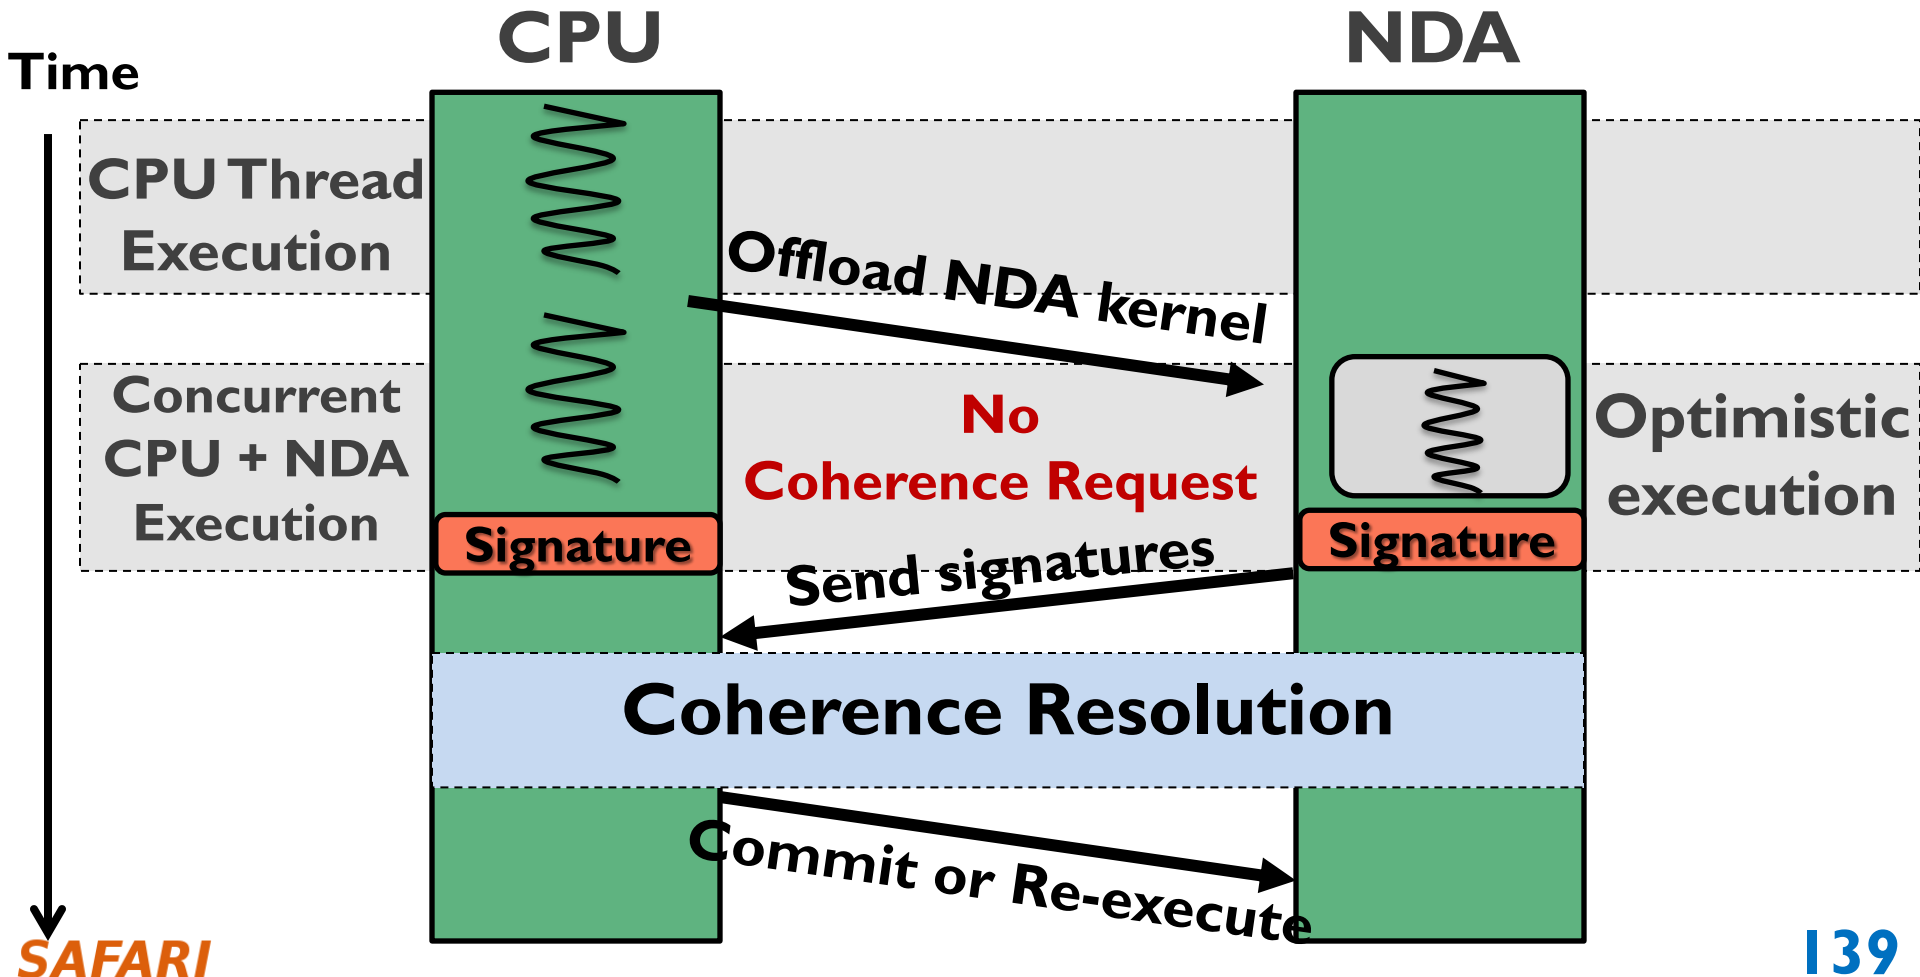 CPU
NDA
Time
CPU Thread
Execution
Offload NDA kernel
Concurrent
CPU + NDA
Execution
No
Coherence Request
Optimistic
execution
Signature
Signature
Send signatures
Coherence Resolution
Commit or Re-execute
SAFARI
139